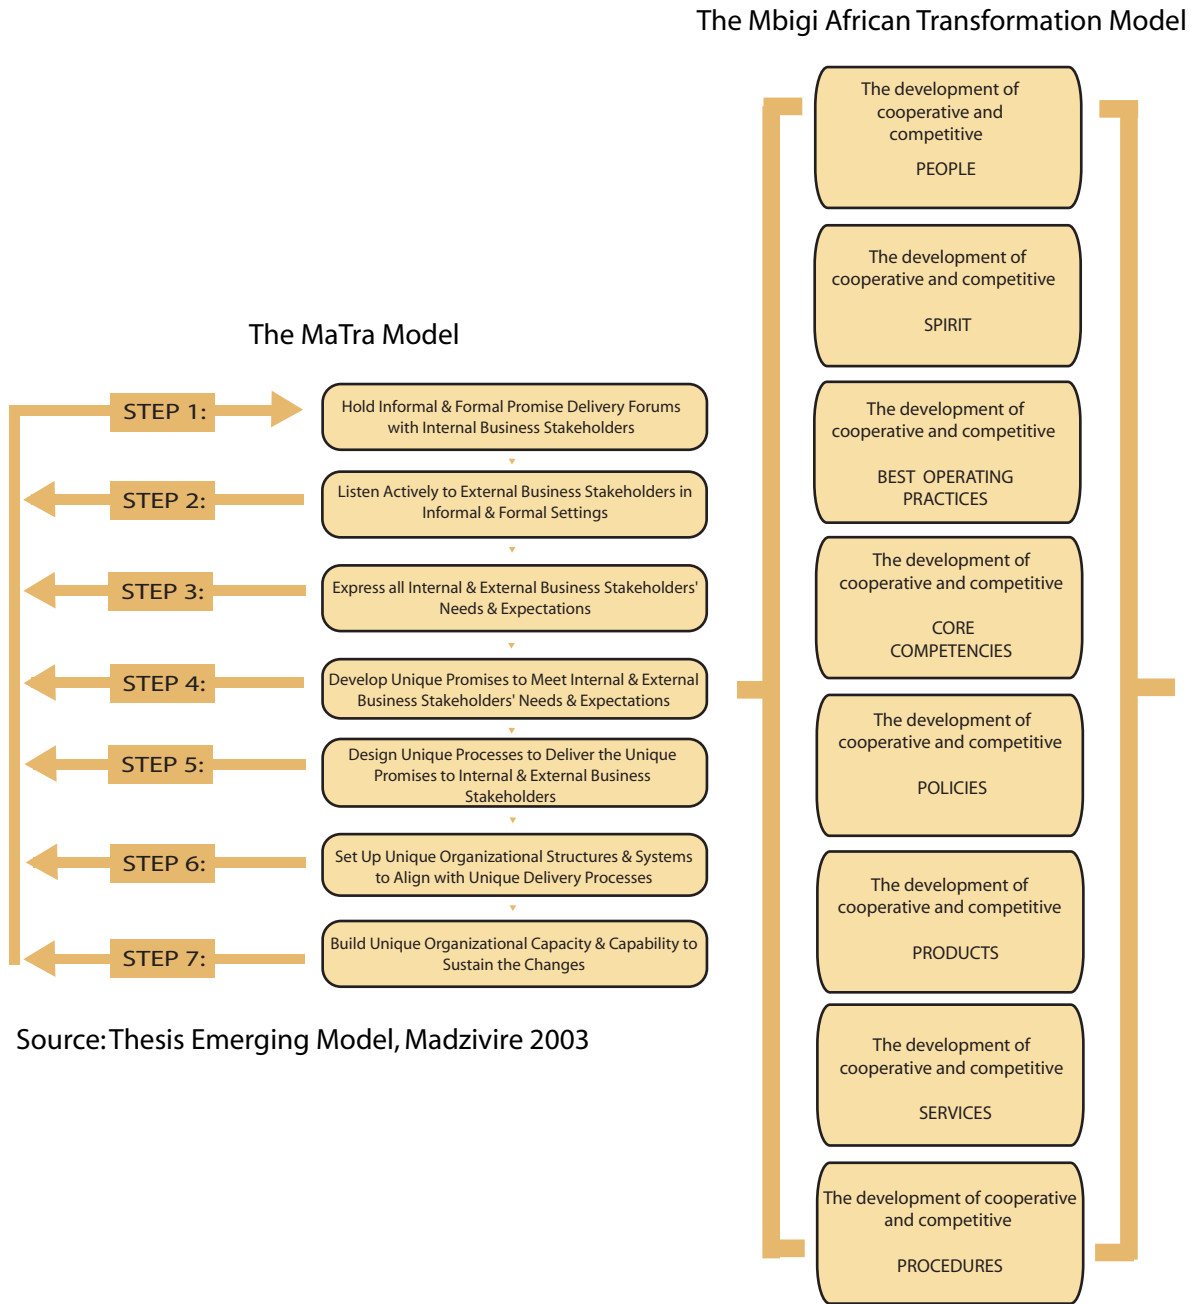 The Mbigi African Transformation Model
The development of
cooperative and
competitive
PEOPLE
The development of
cooperative and competitive
SPIRIT
The development of
cooperative and competitive
BEST OPERATING
PRACTICES
The development of
cooperative and competitive
CORE
COMPETENCIES
The development of
cooperative and competitive
POLICIES
The development of
cooperative and competitive
PRODUCTS
The development of
cooperative and competitive
SERVICES
The development of cooperative
and competitive
PROCEDURES
The MaTra Model
STEP 1:
Hold Informal & Formal Promise Delivery Forums
with Internal Business Stakeholders
STEP 2:
Listen Actively to External Business Stakeholders in
Informal & Formal Settings
STEP 3:
Express all Internal & External Business Stakeholders'
Needs & Expectations
STEP 4:
Develop Unique Promises to Meet Internal & External
Business Stakeholders' Needs & Expectations
STEP 5:
Design Unique Processes to Deliver the Unique
Promises to Internal & External Business
Stakeholders
STEP 6:
Set Up Unique Organizational Structures & Systems
to Align with Unique Delivery Processes
STEP 7:
Build Unique Organizational Capacity & Capability to
Sustain the Changes
Source: Thesis Emerging Model, Madzivire 2003